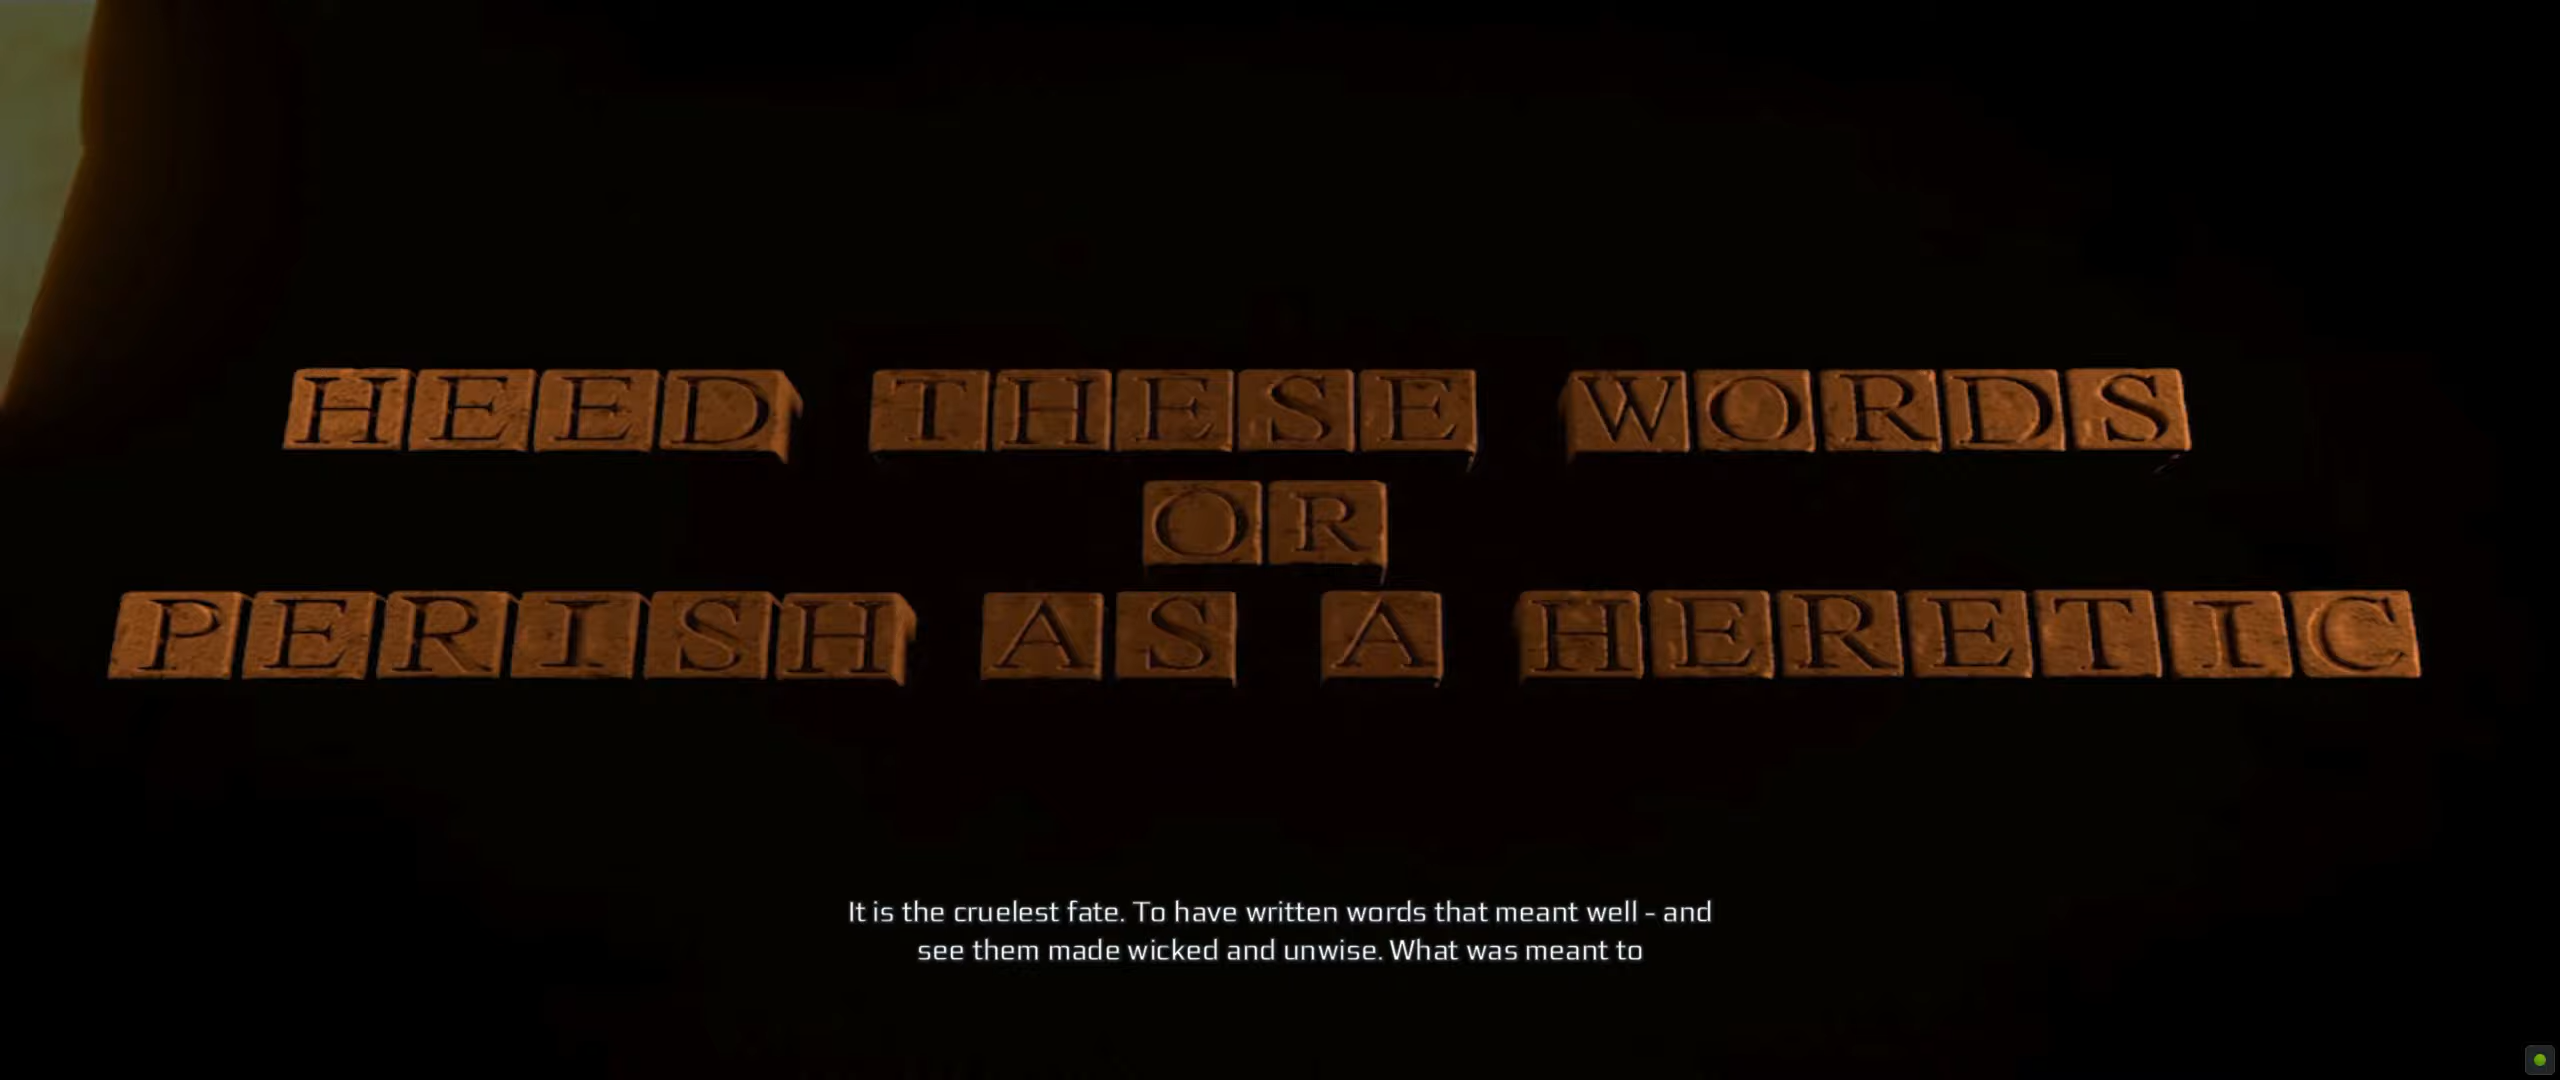 HEED THESE WORDS
OR
PERISH AS A HERETIC
It is the cruelest fate. To have written words that meant well - and
see them made wicked and unwise. What was meant to